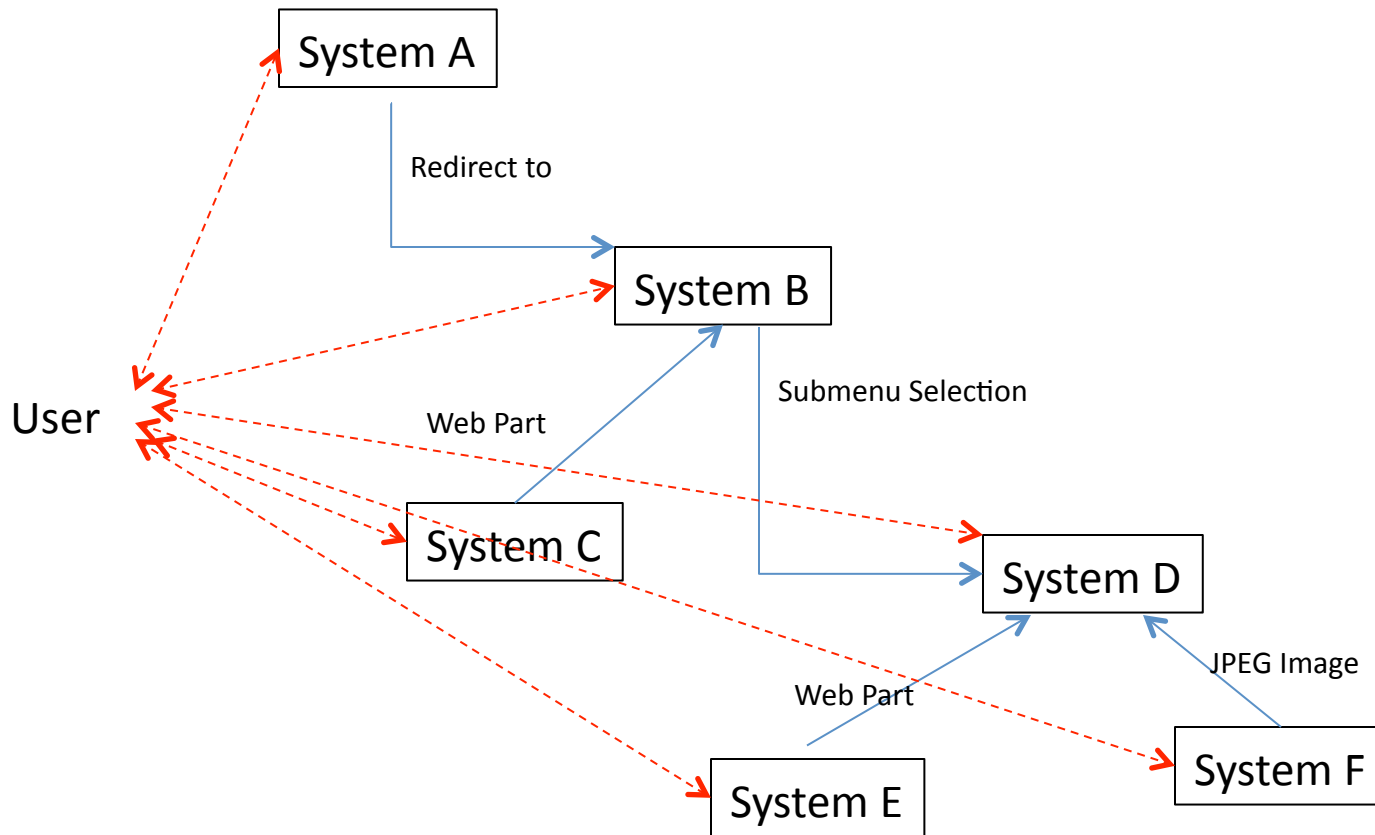 System A
Redirect to
System B
Submenu Selection
User
Web Part
System C
System D
JPEG Image
Web Part
System F
System E